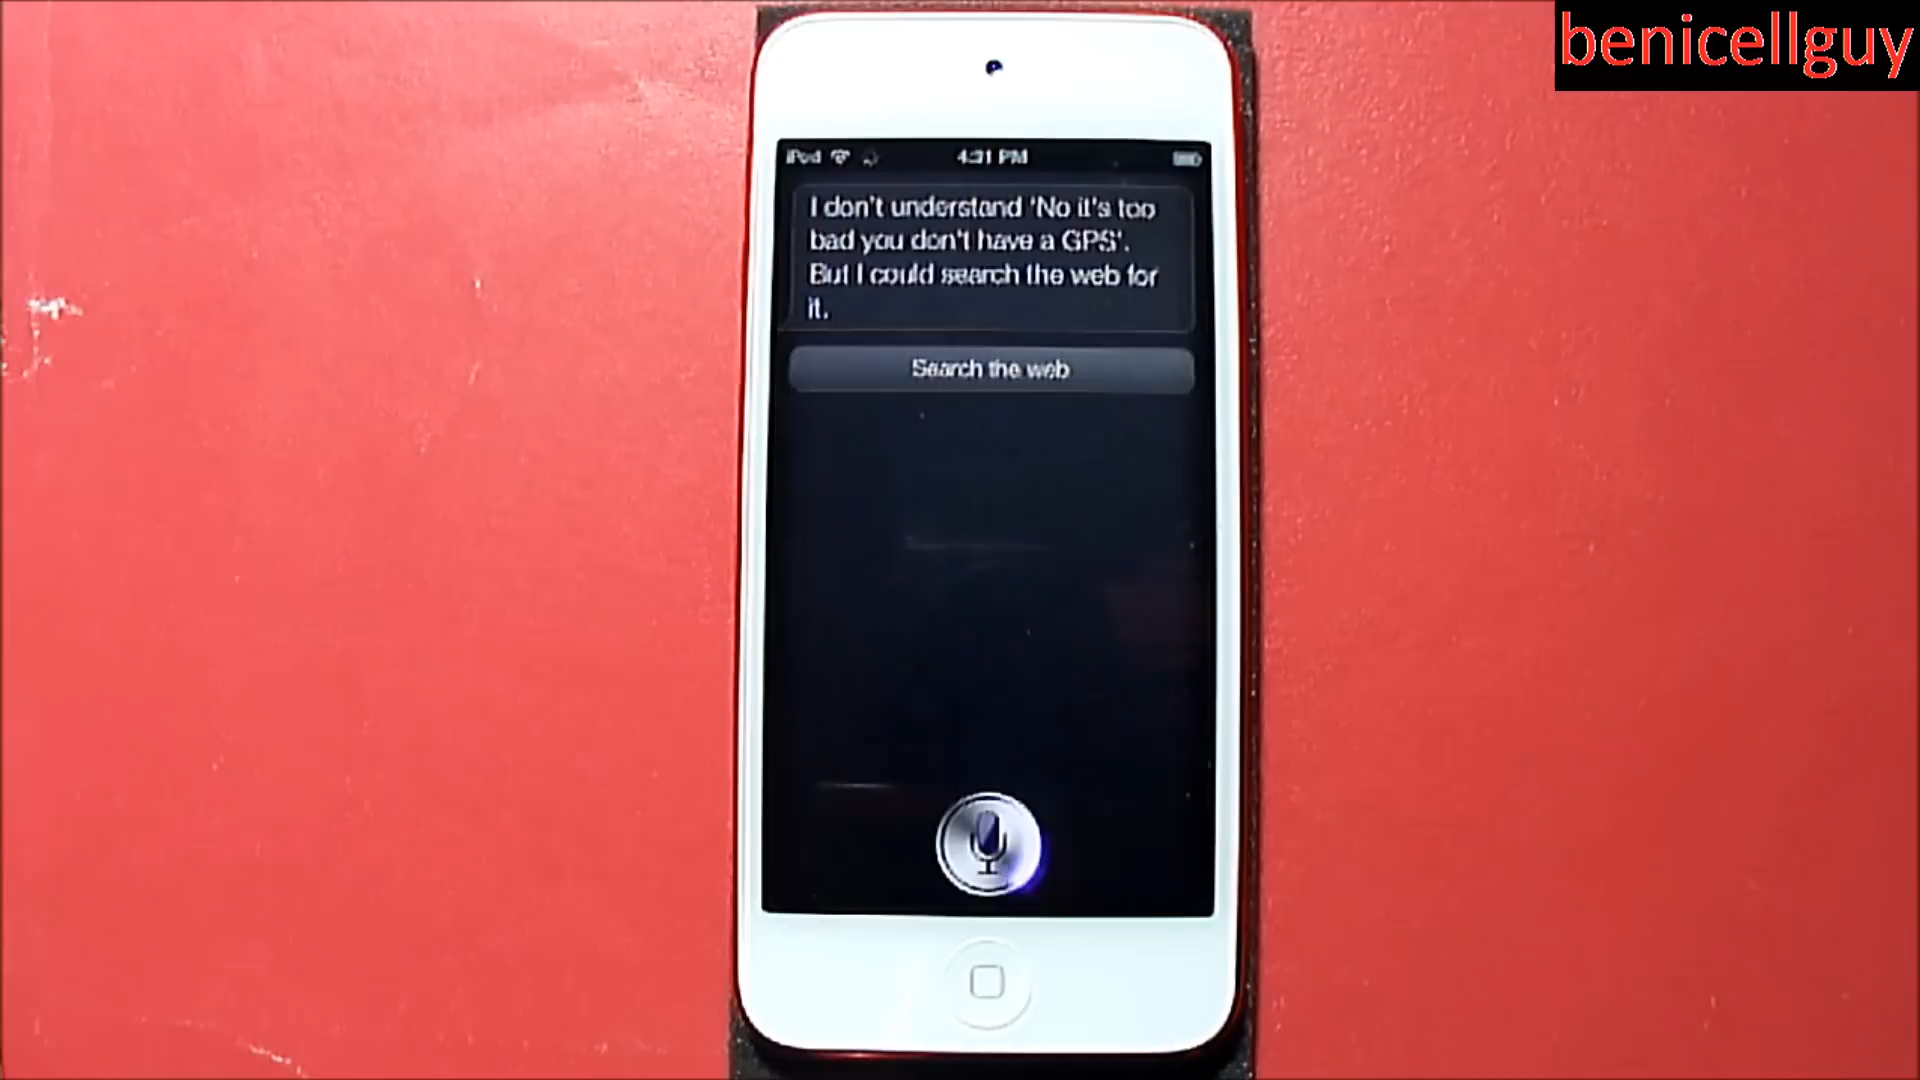 benicellguy
iPod 4:31 PM
I don't understand 'No it's too
bad you don't have a GPS'.
But I could search the web for
it.
Search the web